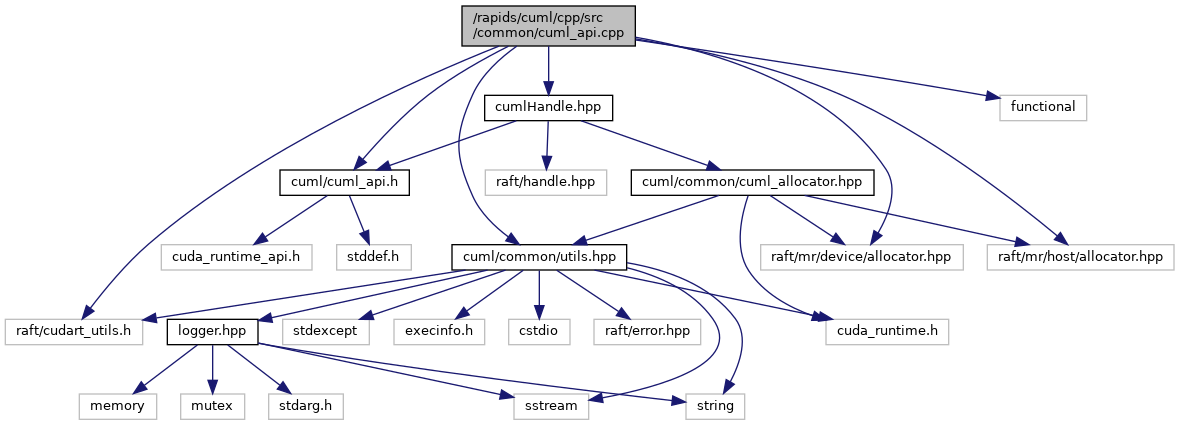 /rapids/cuml/cpp/src
/common/cuml_api.cpp
cumlHandle.hpp
functional
cuml/cuml_api.h
raft/handle.hpp
cuml/common/cuml_allocator.hpp
cuda_runtime_api.h
stddef.h
cuml/common/utils.hpp
raft/mr/device/allocator.hpp
raft/mr/host/allocator.hpp
raft/cudart_utils.h
logger.hpp
stdexcept
execinfo.h
cstdio
raft/error.hpp
cuda_runtime.h
memory
mutex
stdarg.h
sstream
string